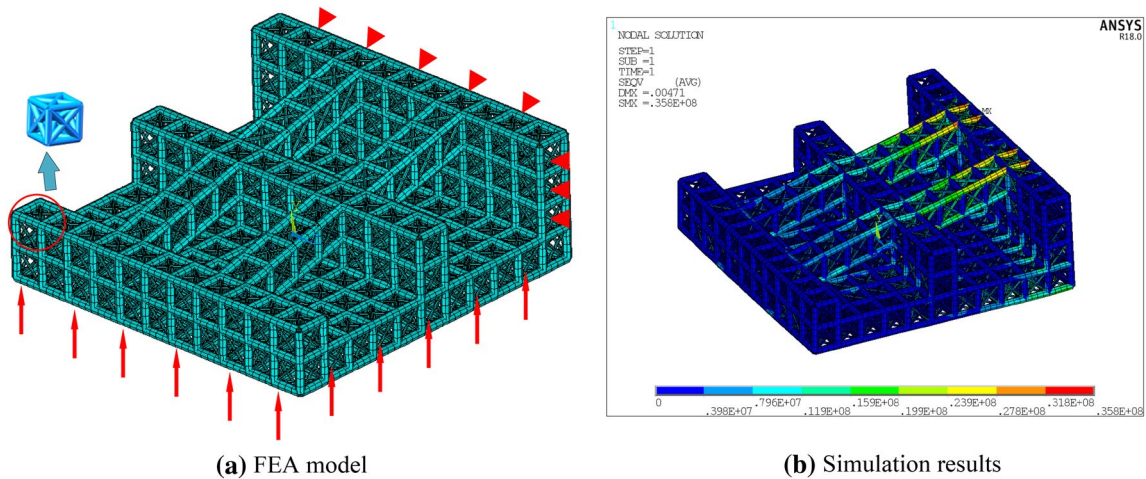 1
NODAL SOLUTION
STEP=1
SUB =1
TIME=1
SEQV (AVG)
DMX =.00471
SMX =.358E+08
ANSYS
R18.0
MX
0 .398E+07 .796E+07 .119E+08 .159E+08 .199E+08 .239E+08 .278E+08 .318E+08 .358E+08
(a) FEA model
(b) Simulation results